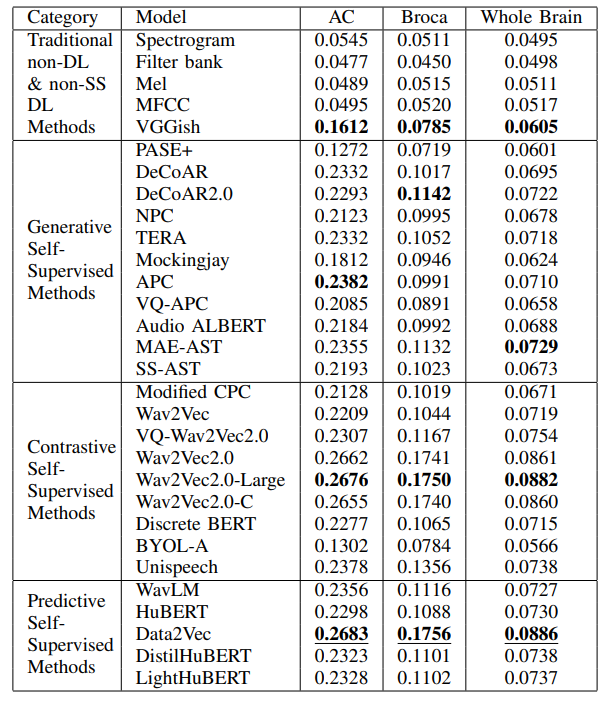 Category Model AC Broca Whole Brain
Traditional Spectrogram 0.0545 0.0511 0.0495
non-DL Filter bank 0.0477 0.0450 0.0498
& non-SS Mel 0.0489 0.0515 0.0511
DL MFCC 0.0495 0.0520 0.0517
Methods VGGish 0.1612 0.0785 0.0605
Generative Self-Supervised Methods
PASE+ 0.1272 0.0719 0.0601
DeCoAR 0.2332 0.1017 0.0695
DeCoAR2.0 0.2293 0.1142 0.0722
NPC 0.2123 0.0995 0.0678
TERA 0.2332 0.1052 0.0718
Mockingjay 0.1812 0.0946 0.0624
APC 0.2382 0.0991 0.0710
VQ-APC 0.2085 0.0891 0.0658
Audio ALBERT 0.2184 0.0992 0.0688
MAE-AST 0.2355 0.1132 0.0729
SS-AST 0.2193 0.1023 0.0673
Contrastive Self-Supervised Methods
Modified CPC 0.2128 0.1019 0.0671
Wav2Vec 0.2209 0.1044 0.0719
VQ-Wav2Vec2.0 0.2307 0.1167 0.0754
Wav2Vec2.0 0.2662 0.1741 0.0861
Wav2Vec2.0-Large 0.2676 0.1750 0.0882
Wav2Vec2.0-C 0.2655 0.1740 0.0860
Discrete BERT 0.2277 0.1065 0.0715
BYOL-A 0.1302 0.0784 0.0566
Unispeech 0.2378 0.1356 0.0738
Predictive Self-Supervised Methods
WavLM 0.2356 0.1116 0.0727
HuBERT 0.2298 0.1088 0.0730
Data2Vec 0.2683 0.1756 0.0886
DistilHuBERT 0.2323 0.1101 0.0738
LightHuBERT 0.2328 0.1102 0.0737